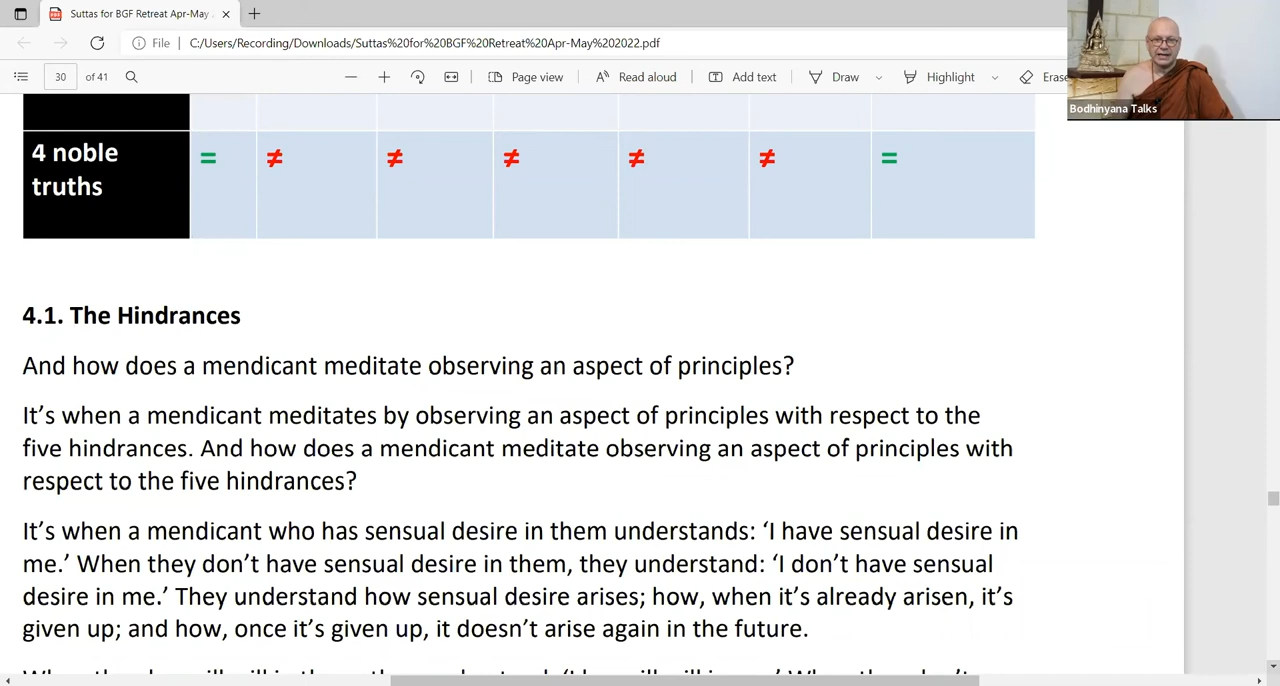 Suttas for BGF Retreat Apr-May
File
C:/Users/Recording/Downloads/Suttas%20for%20BGF%20Retreat%20Apr-May%202022.pdf
30 of 41
Page view
Read aloud
Add text
Draw
Highlight
Eras
Bodhinyana Talks
4 noble truths
= ≠ ≠ ≠ ≠ ≠ =
4.1. The Hindrances
And how does a mendicant meditate observing an aspect of principles?
It’s when a mendicant meditates by observing an aspect of principles with respect to the
five hindrances. And how does a mendicant meditate observing an aspect of principles with
respect to the five hindrances?
It’s when a mendicant who has sensual desire in them understands: ‘I have sensual desire in
me.’ When they don’t have sensual desire in them, they understand: ‘I don’t have sensual
desire in me.’ They understand how sensual desire arises; how, when it’s already arisen, it’s
given up; and how, once it’s given up, it doesn’t arise again in the future.